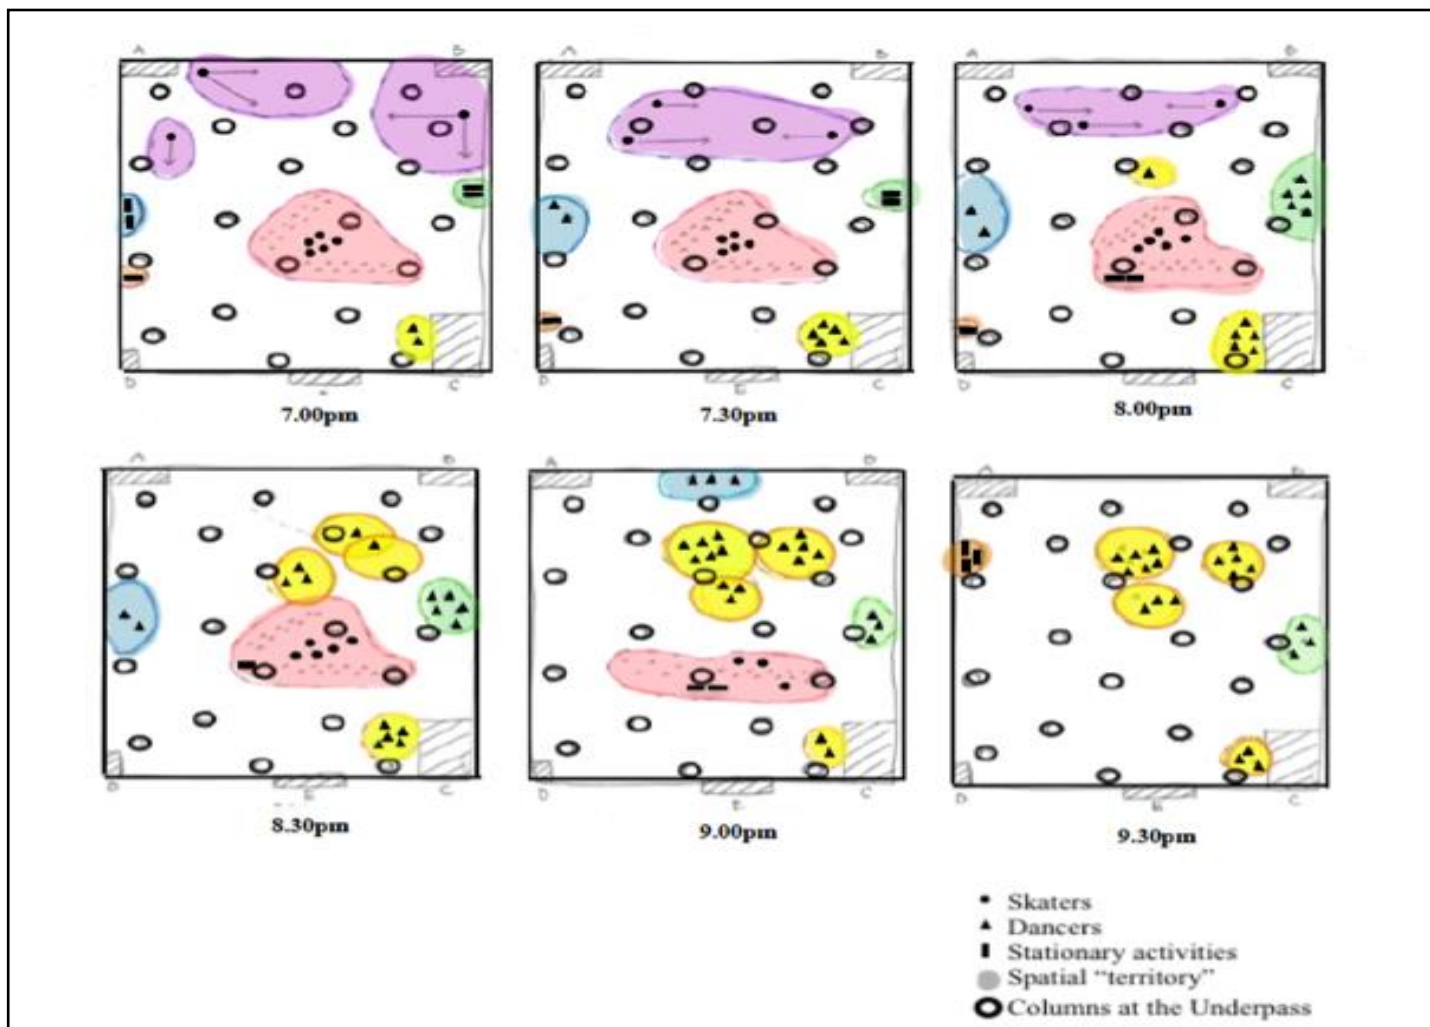 A B
D C
7.00pm
A B
D E C
7.30pm
A B
D E C
8.00pm
A B
D E C
8.30pm
A D
D E C
9.00pm
A B
D E C
9.30pm
Skaters
Dancers
Stationary activities
Spatial “territory”
Columns at the Underpass